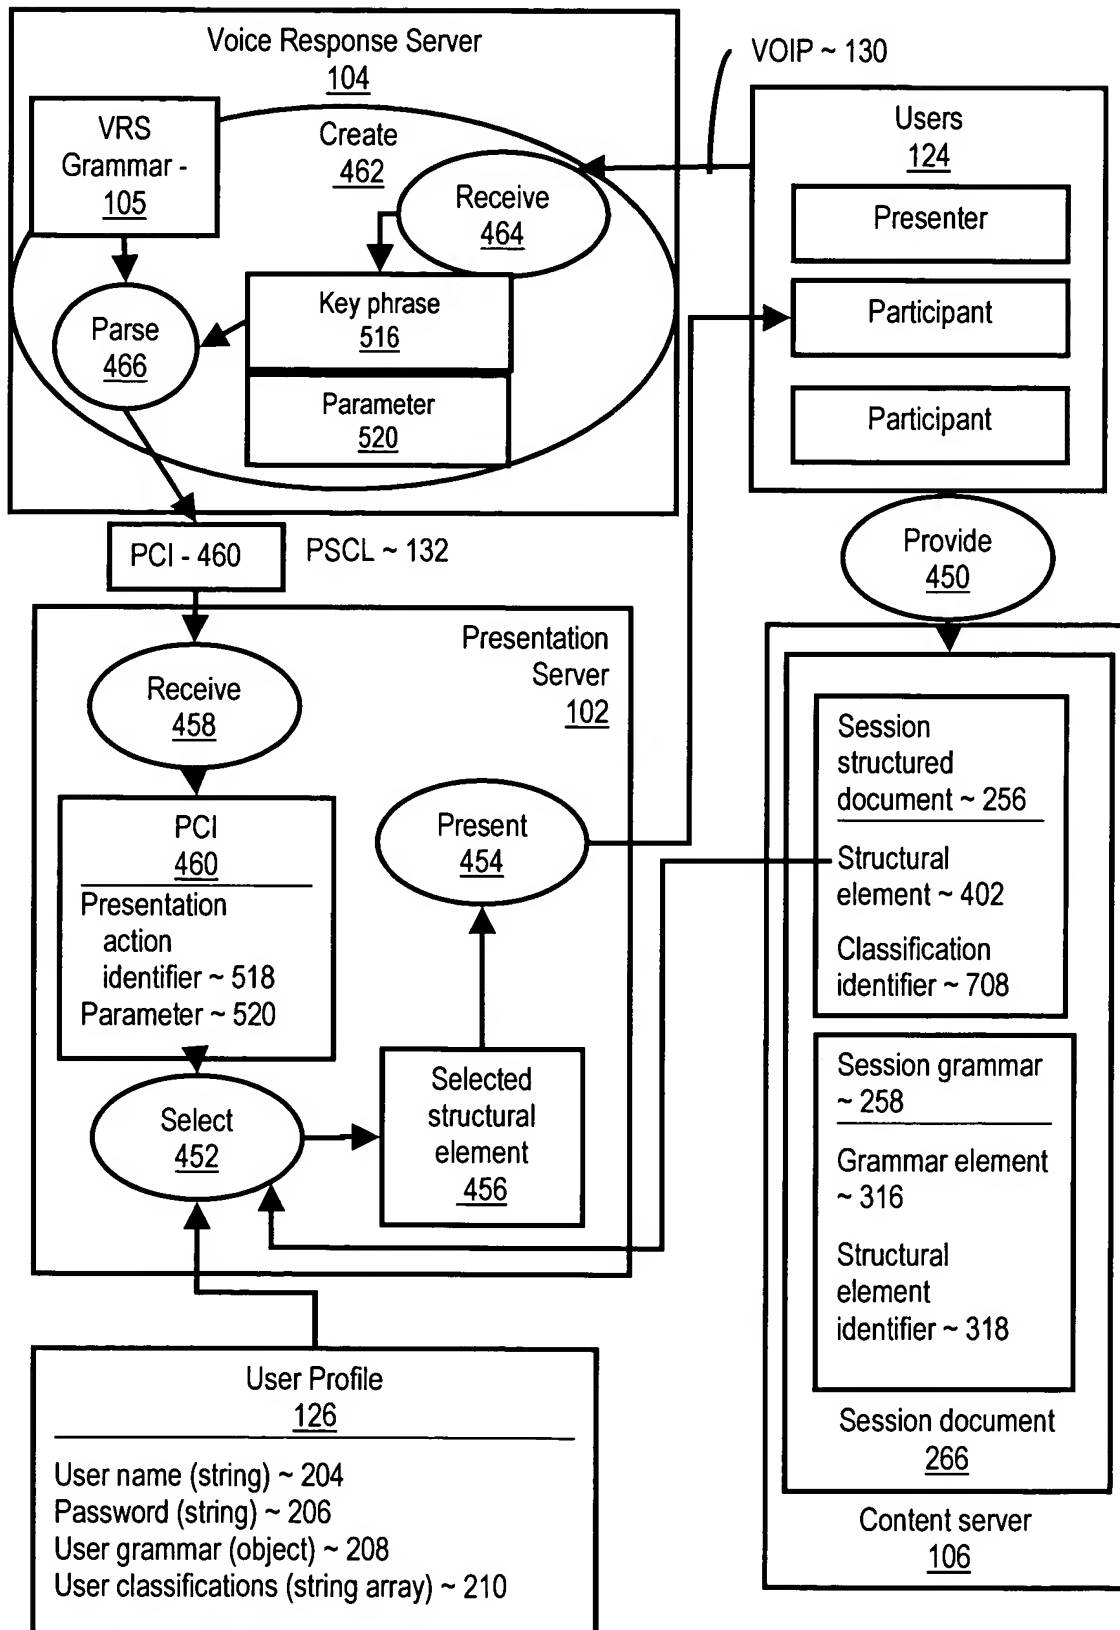 Voice Response Server
104
VRS
Grammar -
105
Create
462
Receive
464
Key phrase
516
Parse
466
Parameter
520
VOIP ~ 130
Users
124
Presenter
Participant
Participant
Provide
450
PCI - 460
PSCL ~ 132
Presentation
Server
102
Receive
458
PCI
460
Presentation
action
identifier ~ 518
Parameter ~ 520
Present
454
Select
452
Selected
structural
element
456
Session
structured
document ~ 256
Structural
element ~ 402
Classification
identifier ~ 708
Session grammar
~ 258
Grammar element
~ 316
Structural
element
identifier ~ 318
Session document
266
Content server
106
User Profile
126
User name (string) ~ 204
Password (string) ~ 206
User grammar (object) ~ 208
User classifications (string array) ~ 210